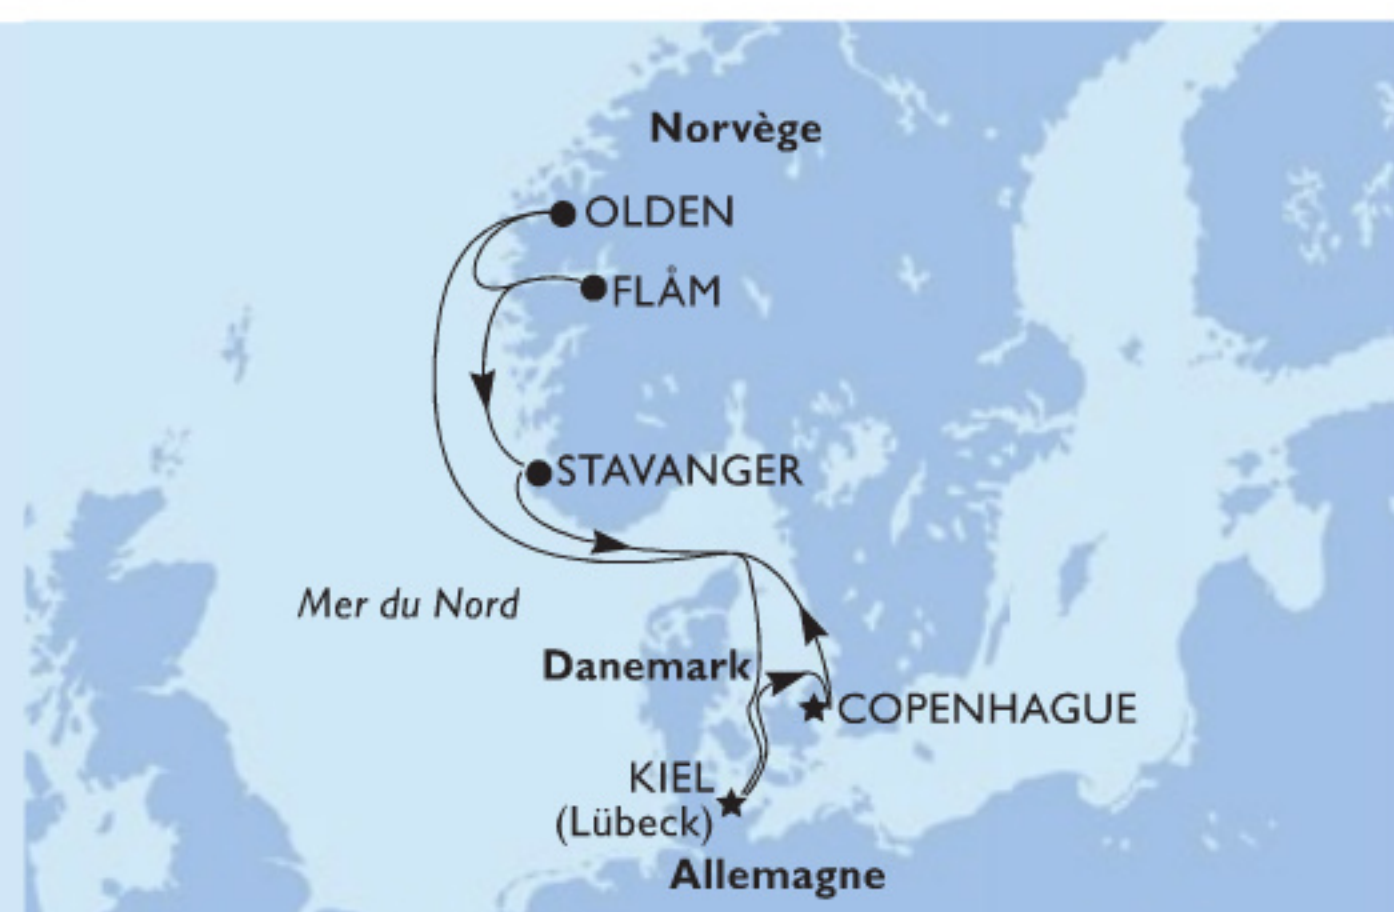 Norvège
OLDEN
FLÅM
STAVANGER
Mer du Nord
Danemark
COPENHAGUE
KIEL
(Lübeck)
Allemagne